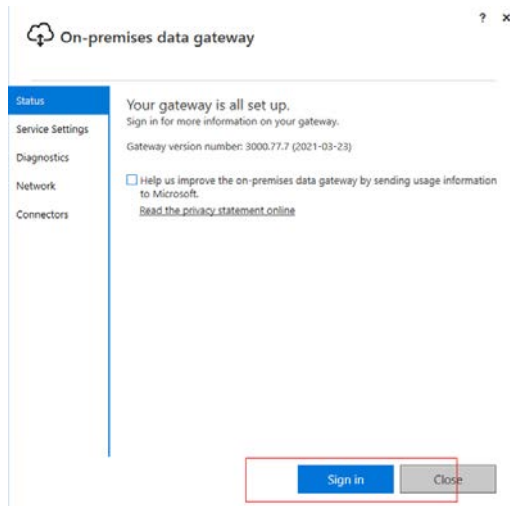 ? x
On-premises data gateway
Status
Service Settings
Diagnostics
Network
Connectors
Your gateway is all set up.
Sign in for more information on your gateway.
Gateway version number: 3000.77.7 (2021-03-23)
Help us improve the on-premises data gateway by sending usage information
to Microsoft.
Read the privacy statement online
Sign in
Close